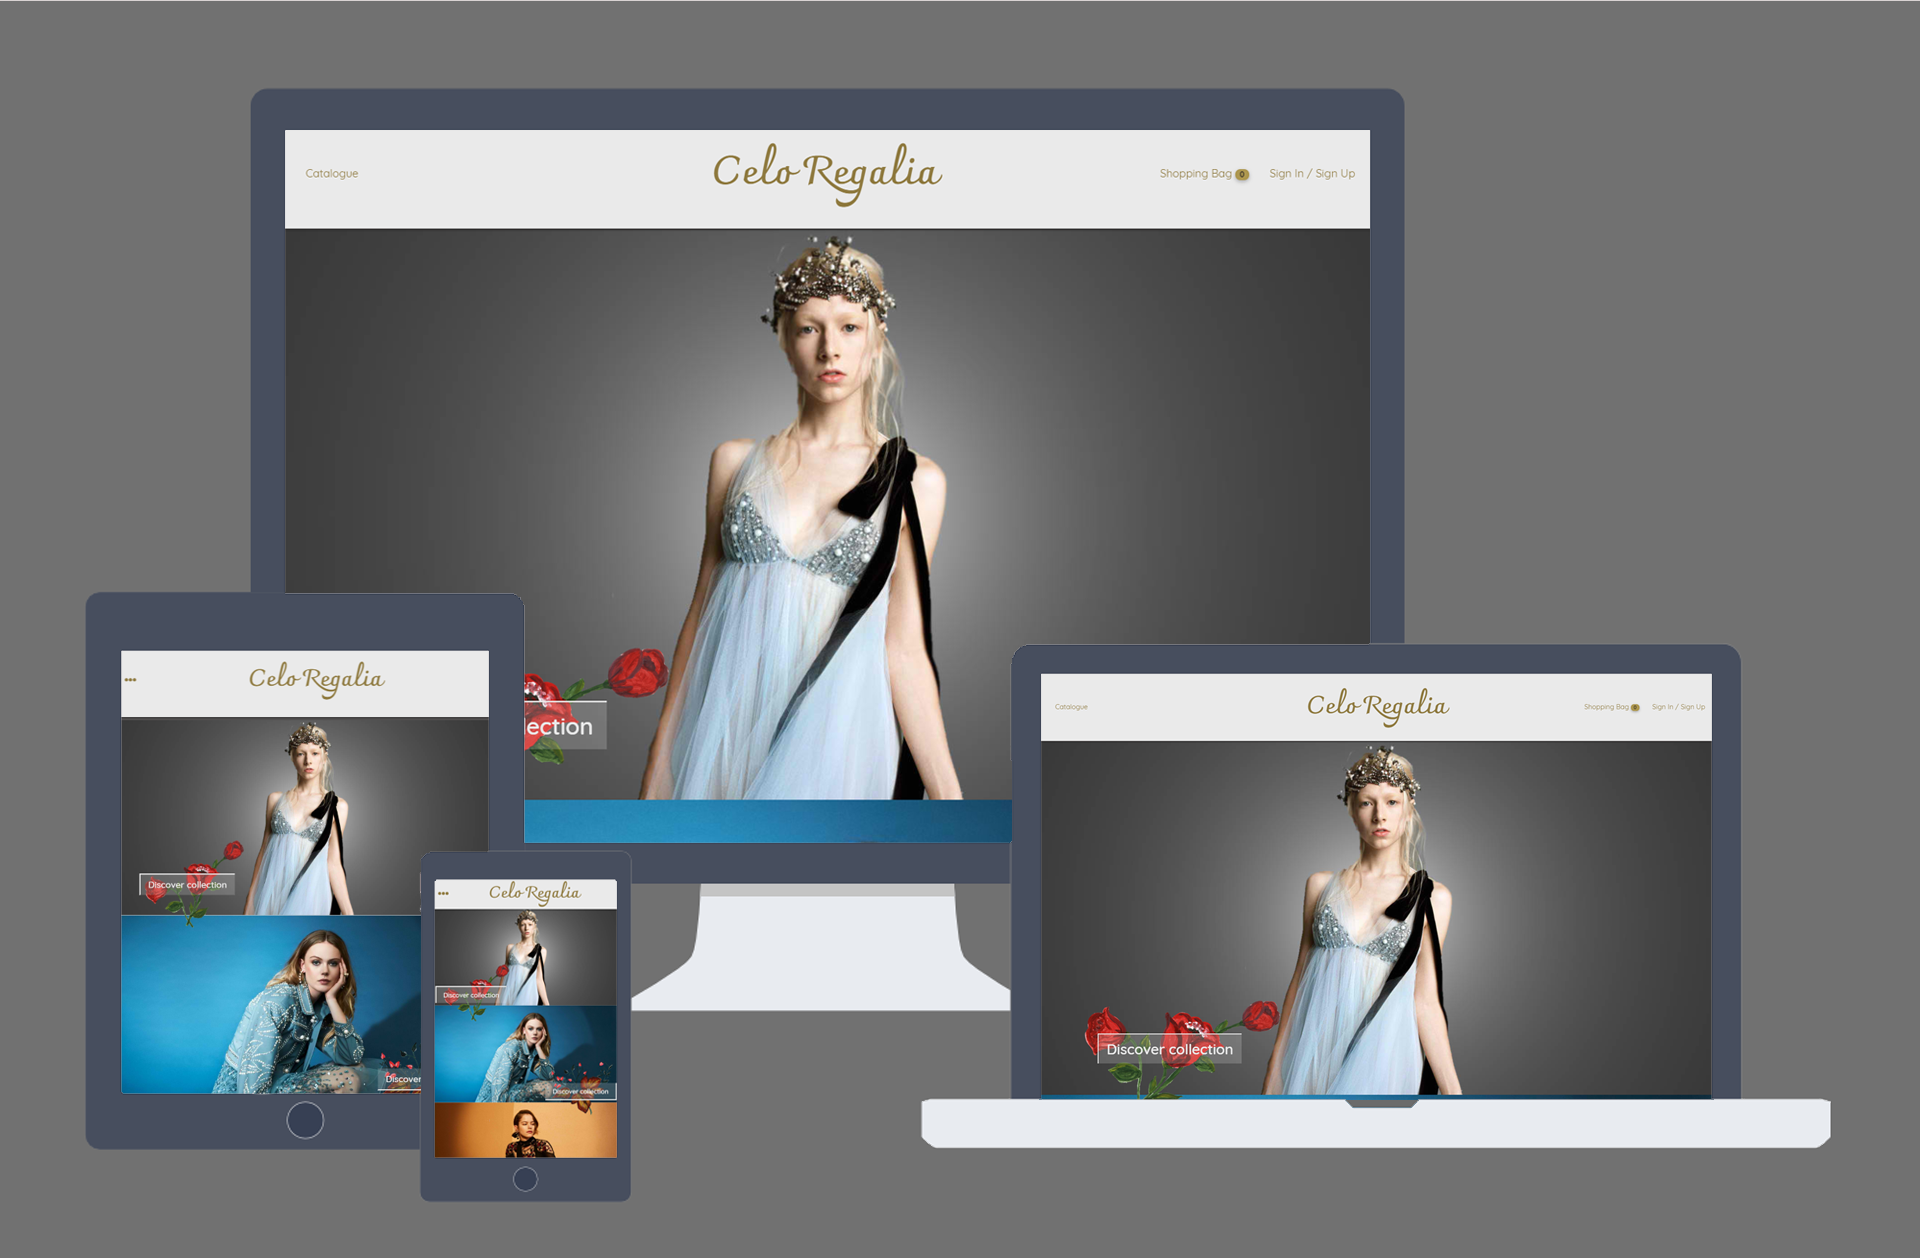 Catalogue
Celo Regalia
Shopping Bag 0
Sign In / Sign Up
ection
•••
Celo Regalia
Discover collection
Discover
•••
Celo Regalia
Discover collection
Discover collection
Catalogue
Celo Regalia
Shopping Bag 0
Sign In / Sign Up
Discover collection